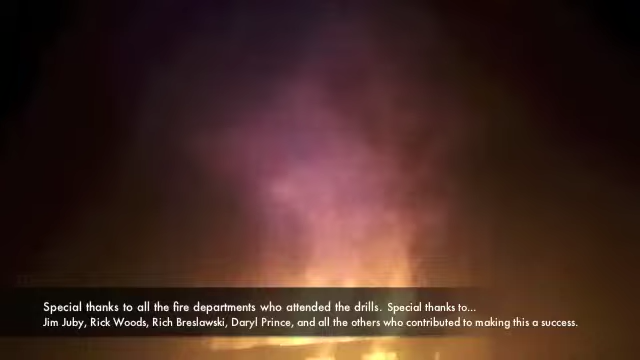 Special thanks to all the fire departments who attended the drills. Special thanks to...
Jim Juby, Rick Woods, Rich Breslawski, Daryl Prince, and all the others who contributed to making this a success.